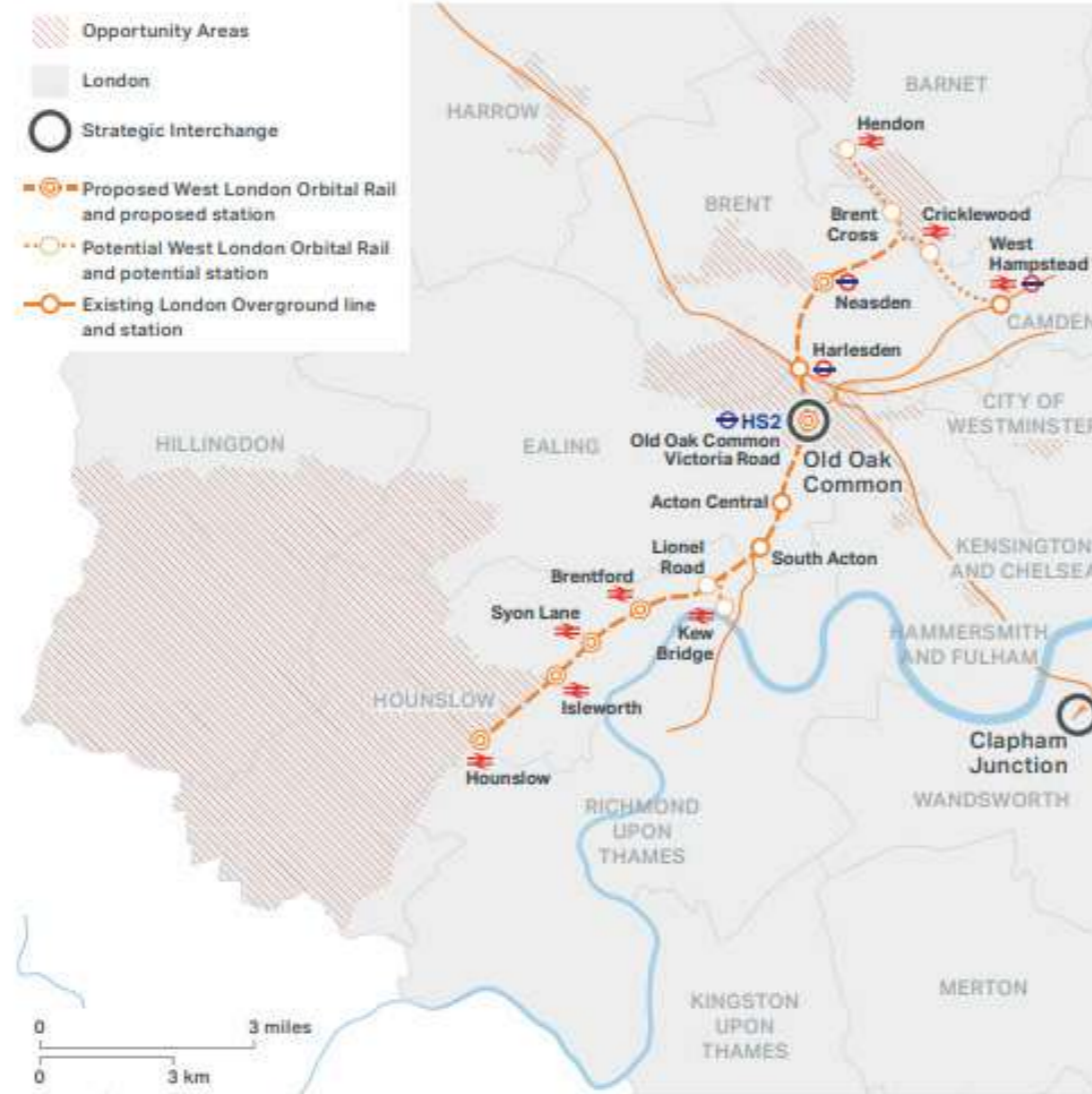 Opportunity Areas
London
Strategic Interchange
Proposed West London Orbital Rail
and proposed station
Potential West London Orbital Rail
and potential station
Existing London Overground line
and station
HARROW
BARNET
Hendon
BRENT
Brent
Cross
Cricklewood
West
Hampstead
Neasden
CAMDEN
Harlesden
CITY OF
WESTMINSTER
HILLINGDON
EALING
HS2
Old Oak Common
Victoria Road
Old Oak
Common
Acton Central
Lionel
Road
South Acton
KENSINGTON
AND CHELSEA
Brentford
Syon Lane
Kew
Bridge
HAMMERSMITH
AND FULHAM
HOUNSLOW
Isleworth
Hounslow
Clapham
Junction
WANDSWORTH
RICHMOND
UPON
THAMES
MERTON
KINGSTON
UPON
THAMES
0 3 miles
0 3 km